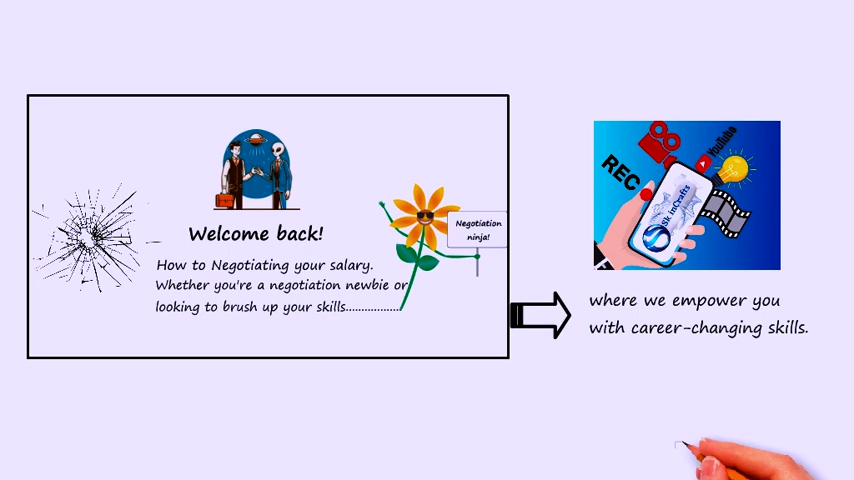 Welcome back!
How to Negotiating your salary.
Whether you're a negotiation newbie or
looking to brush up your skills.................
Negotiation
ninja!
REC
YouTube
where we empower you
with career-changing skills.